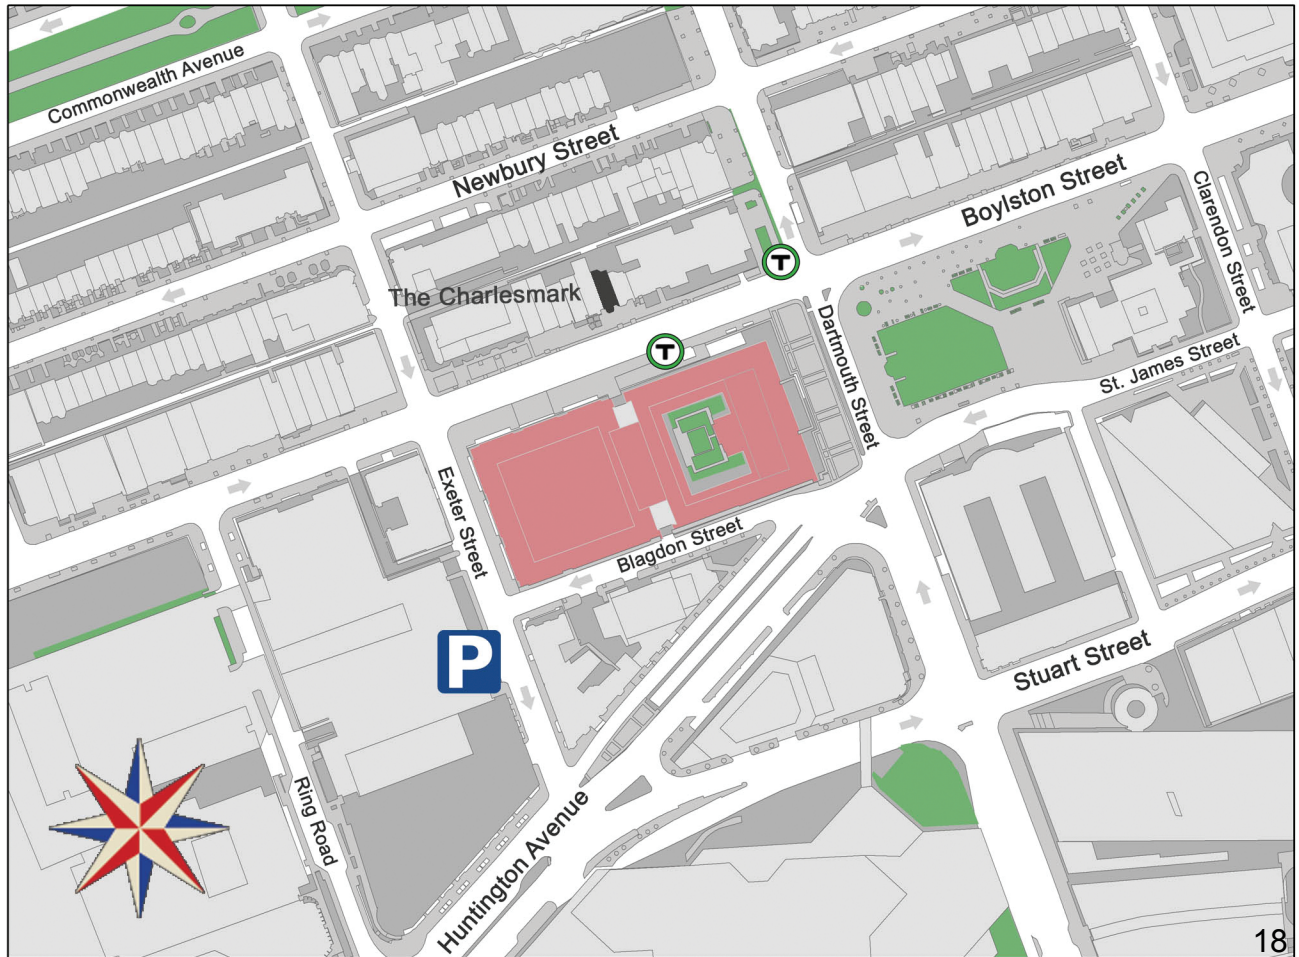 Commonwealth Avenue
Newbury Street
Boylston Street
Clarendon Street
T
The Charlesmark
T
Dartmouth Street
St. James Street
Exeter Street
Blagdon Street
P
Stuart Street
Ring Road
Huntington Avenue
18